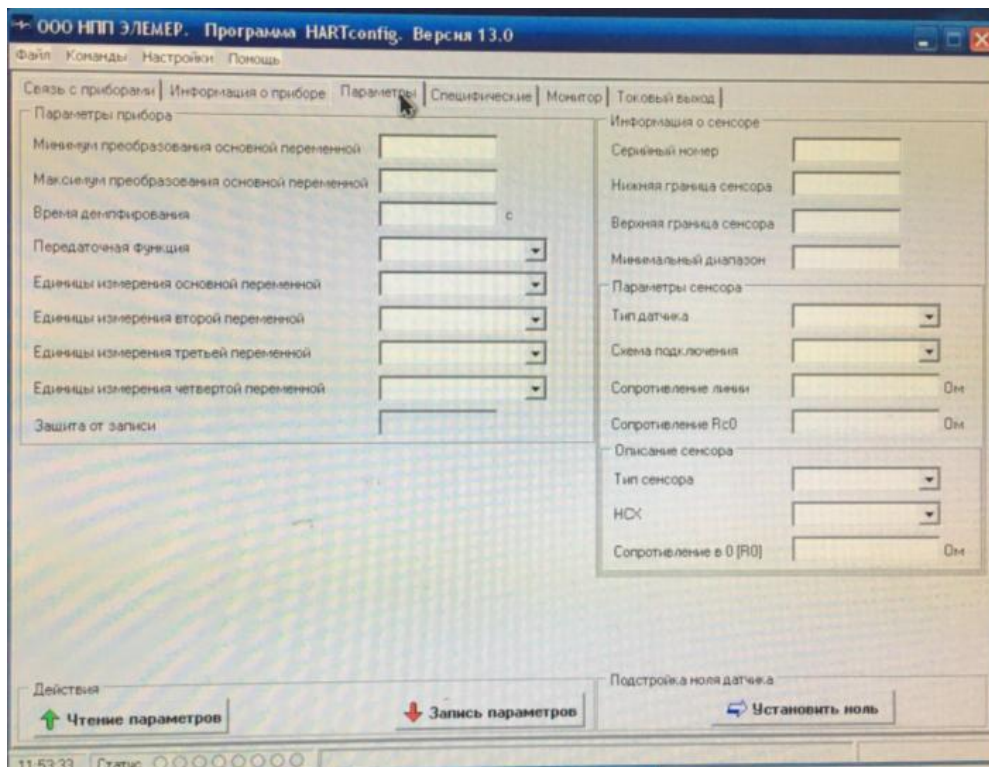 ООО НПП ЭЛЕМЕР. Программа HARTconfig. Версия 13.0
Файл Команды Настройки Помощь
Связь с приборами Информация о приборе Параметры Специфические Монитор Токовый выход
Параметры прибора
Минимум преобразования основной переменной
Максимум преобразования основной переменной
Время демпфирования с
Передаточная функция
Единицы измерения основной переменной
Единицы измерения второй переменной
Единицы измерения третьей переменной
Единицы измерения четвертой переменной
Защита от записи
Информация о сенсоре
Серийный номер
Нижняя граница сенсора
Верхняя граница сенсора
Минимальный диапазон
Параметры сенсора
Тип датчика
Схема подключения
Сопротивление линии Ом
Сопротивление Rc0 Ом
Описание сенсора
Тип сенсора
НСХ
Сопротивление в 0 (R0) Ом
Действия
Чтение параметров
Запись параметров
Подстройка ноля датчика
Установить ноль
11:53:33 Статус